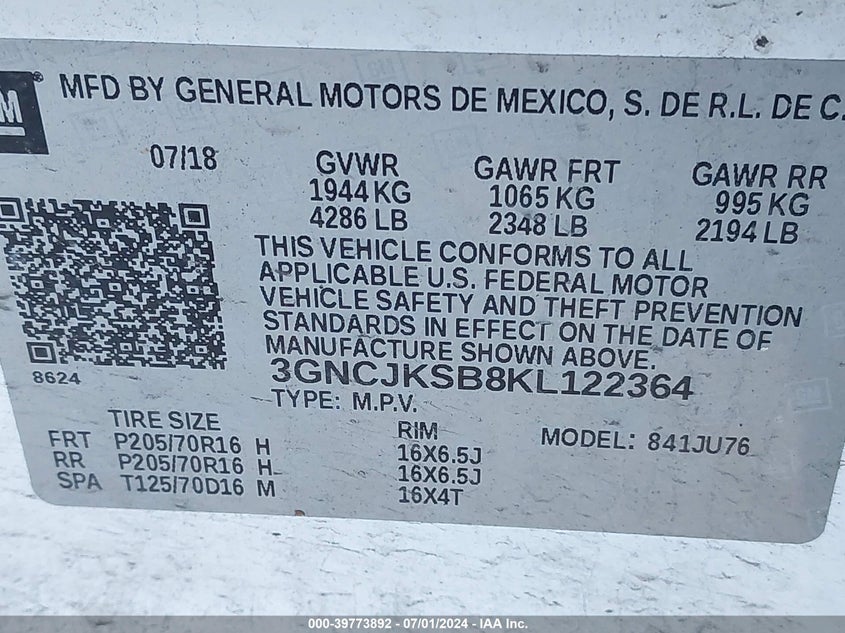 M ®
MFD BY GENERAL MOTORS DE MEXICO, S. DE R.L. DE C.
07/18 GVWR GAWR FRT GAWR RR
1944 KG 1065 KG 995 KG
4286 LB 2348 LB 2194 LB
THIS VEHICLE CONFORMS TO ALL
APPLICABLE U.S. FEDERAL MOTOR
VEHICLE SAFETY AND THEFT PREVENTION
STANDARDS IN EFFECT ON THE DATE OF
MANUFACTURE SHOWN ABOVE.
8624
3GNCJKSB8KL122364
TYPE: M.P.V.
TIRE SIZE RIM MODEL: 841JU76
FRT P205/70R16 H 16X6.5J
RR P205/70R16 H 16X6.5J
SPA T125/70D16 M 16X4T
000-39773892 - 07/01/2024 - IAA Inc.